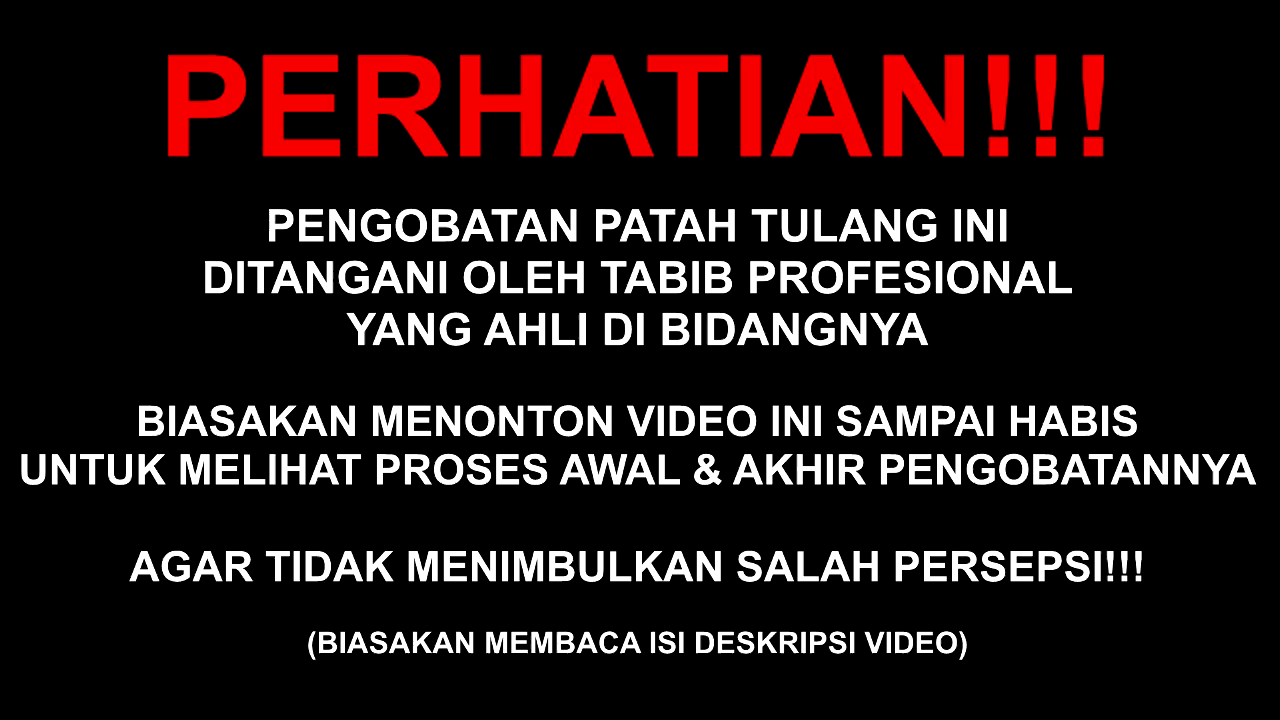 PERHATIAN!!!
PENGOBATAN PATAH TULANG INI
DITANGANI OLEH TABIB PROFESIONAL
YANG AHLI DI BIDANGNYA
BIASAKAN MENONTON VIDEO INI SAMPAI HABIS
UNTUK MELIHAT PROSES AWAL & AKHIR PENGOBATANNYA
AGAR TIDAK MENIMBULKAN SALAH PERSEPSI!!!
(BIASAKAN MEMBACA ISI DESKRIPSI VIDEO)